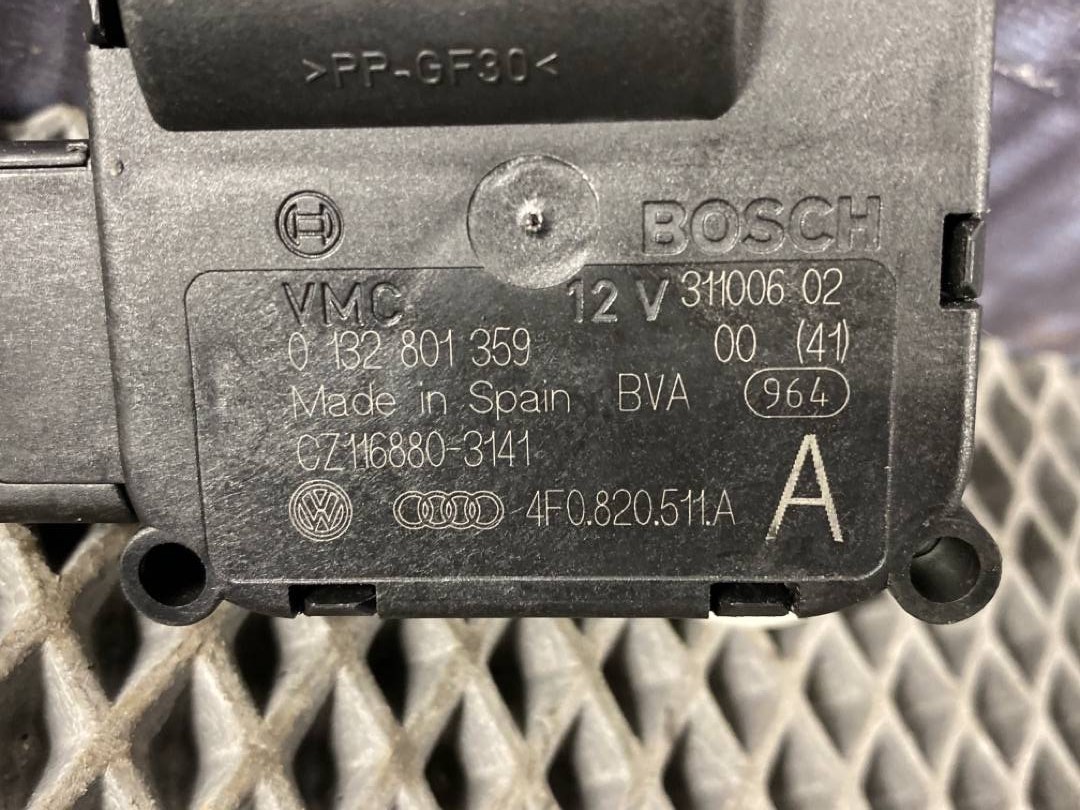 >PP-GF30<
BOSCH
VMC 12 V 311006 02
0 132 801 359 00 (41)
Made in Spain BVA 964
CZ116880-3141
4F0.820.511.A A